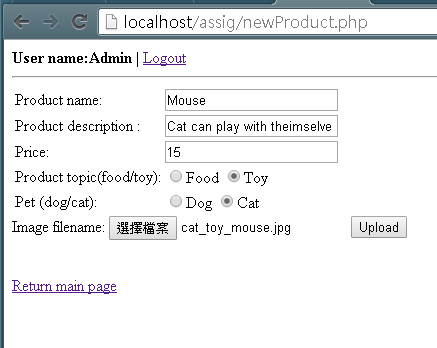 localhost/assig/newProduct.php
User name:Admin | Logout
Product name: Mouse
Product description : Cat can play with theimselve
Price: 15
Product topic(food/toy): Food Toy
Pet (dog/cat): Dog Cat
Image filename: 選擇檔案 cat_toy_mouse.jpg Upload
Return main page